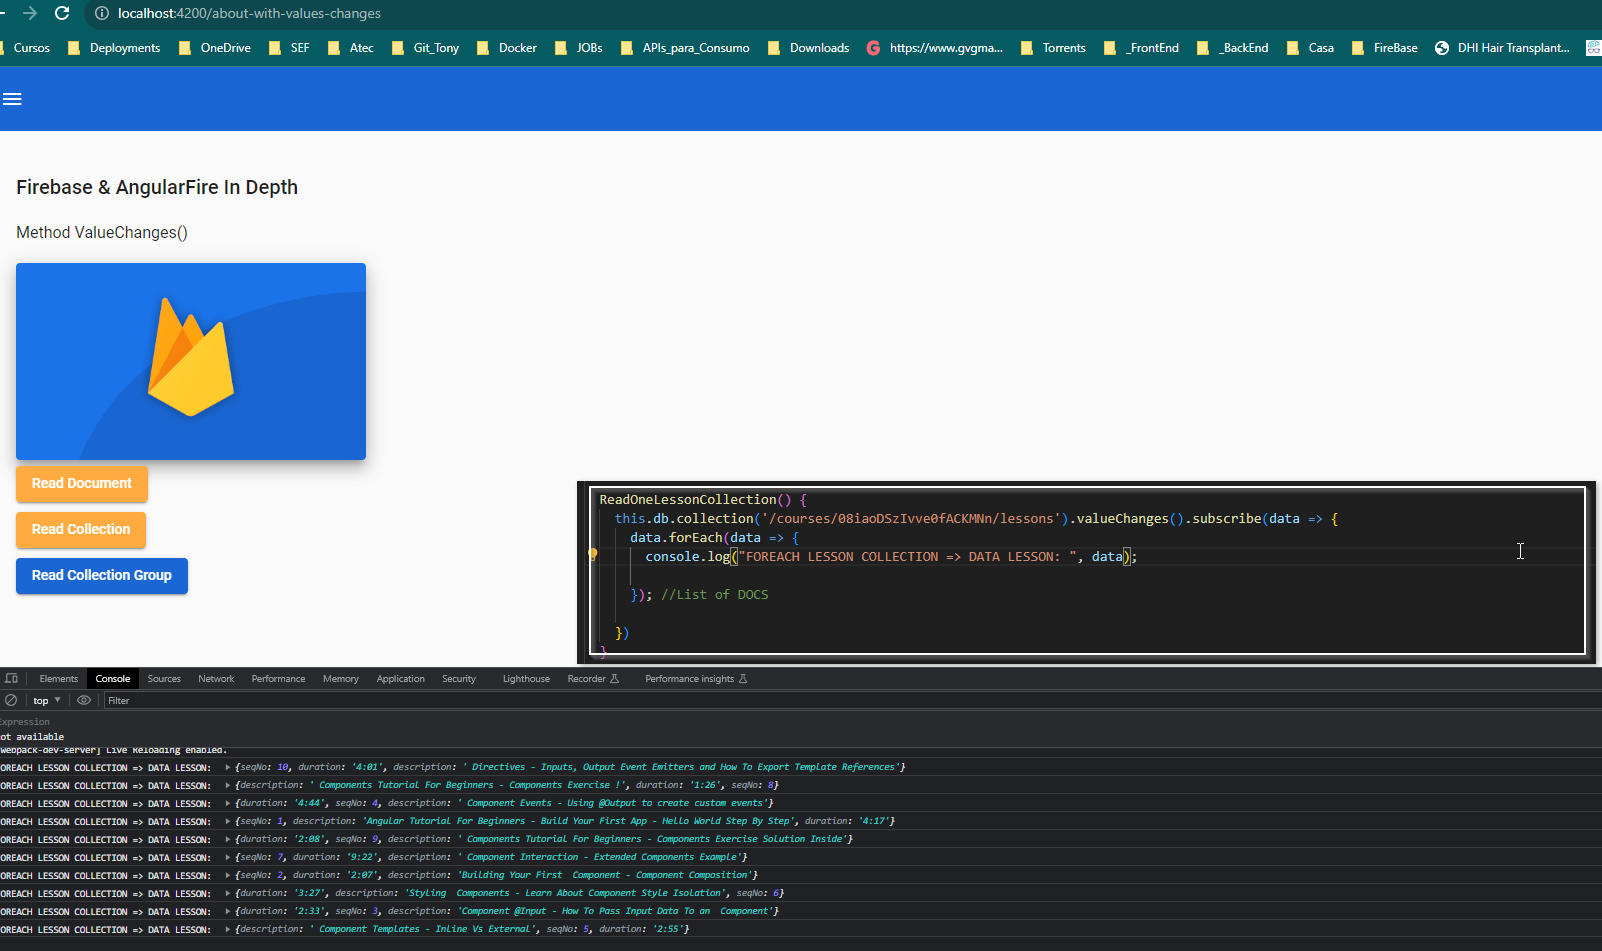 localhost:4200/about-with-values-changes
Cursos Deployments OneDrive SEF Atec Git_Tony Docker JOBs APIs_para_Consumo Downloads https://www.gvgma... Torrents _FrontEnd _BackEnd Casa FireBase DHI Hair Transplant...
Firebase & AngularFire In Depth
Method ValueChanges()
Read Document
Read Collection
Read Collection Group
ReadOneLessonCollection() {
this.db.collection('/courses/08iaoDSzIvve0fACKMNn/lessons').valueChanges().subscribe(data => {
data.forEach(data => {
console.log("FOREACH LESSON COLLECTION => DATA LESSON: ", data);
}); //List of DOCS
})
}
Elements Console Sources Network Performance Memory Application Security Lighthouse Recorder Performance insights
top Filter
Expression
ot available
webpack-dev-server] Live Reloading enabled.
OREACH LESSON COLLECTION => DATA LESSON: {seqNo: 10, duration: '4:01', description: ' Directives - Inputs, Output Event Emitters and How To Export Template References'}
OREACH LESSON COLLECTION => DATA LESSON: {description: ' Components Tutorial For Beginners - Components Exercise !', duration: '1:26', seqNo: 8}
OREACH LESSON COLLECTION => DATA LESSON: {duration: '4:44', seqNo: 4, description: ' Component Events - Using @Output to create custom events'}
OREACH LESSON COLLECTION => DATA LESSON: {seqNo: 1, description: 'Angular Tutorial For Beginners - Build Your First App - Hello World Step By Step', duration: '4:17'}
OREACH LESSON COLLECTION => DATA LESSON: {duration: '2:08', seqNo: 9, description: ' Components Tutorial For Beginners - Components Exercise Solution Inside'}
OREACH LESSON COLLECTION => DATA LESSON: {seqNo: 7, duration: '9:22', description: ' Component Interaction - Extended Components Example'}
OREACH LESSON COLLECTION => DATA LESSON: {seqNo: 2, duration: '2:07', description: 'Building Your First  Component - Component Composition'}
OREACH LESSON COLLECTION => DATA LESSON: {duration: '3:27', description: 'Styling  Components - Learn About Component Style Isolation', seqNo: 6}
OREACH LESSON COLLECTION => DATA LESSON: {duration: '2:33', seqNo: 3, description: 'Component @Input - How To Pass Input Data To an  Component'}
OREACH LESSON COLLECTION => DATA LESSON: {description: ' Component Templates - Inline Vs External', seqNo: 5, duration: '2:55'}